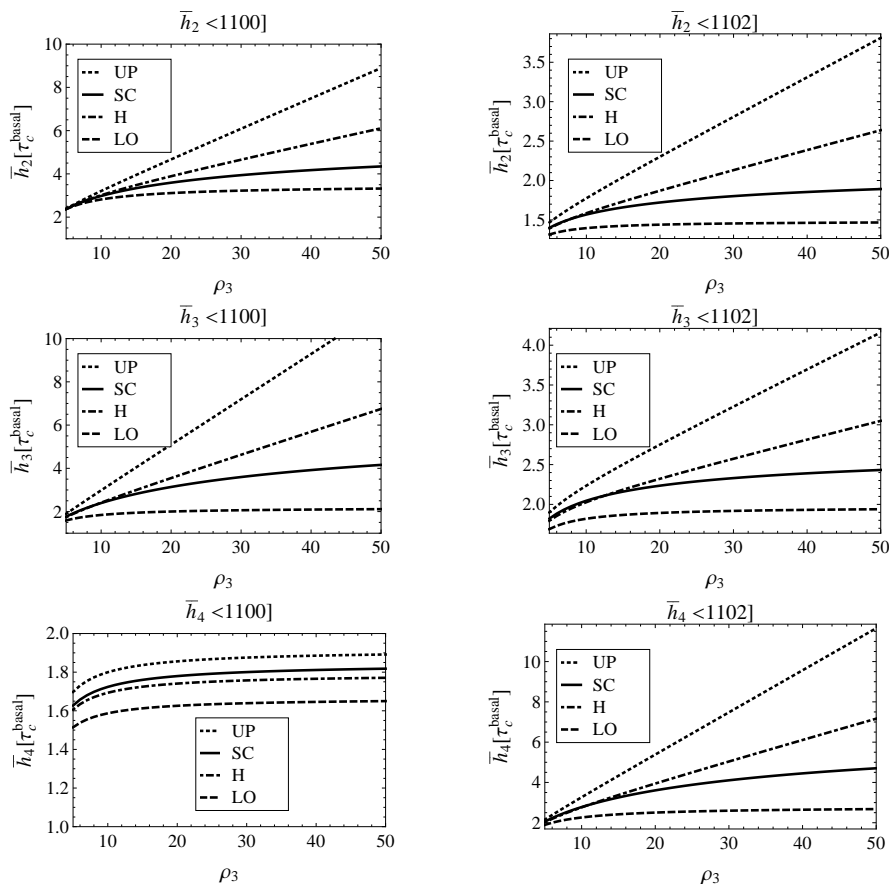 h̅₂ <1100]
h̅₂[τ_c^basal]
10
8
6
4
2
UP
SC
H
LO
10 20 30 40 50
ρ₃
h̅₂ <1102]
h̅₂[τ_c^basal]
3.5
3.0
2.5
2.0
1.5
UP
SC
H
LO
10 20 30 40 50
ρ₃
h̅₃ <1100]
h̅₃[τ_c^basal]
10
8
6
4
2
UP
SC
H
LO
10 20 30 40 50
ρ₃
h̅₃ <1102]
h̅₃[τ_c^basal]
4.0
3.5
3.0
2.5
2.0
UP
SC
H
LO
10 20 30 40 50
ρ₃
h̅₄ <1100]
h̅₄[τ_c^basal]
2.0
1.8
1.6
1.4
1.2
1.0
UP
SC
H
LO
10 20 30 40 50
ρ₃
h̅₄ <1102]
h̅₄[τ_c^basal]
10
8
6
4
2
UP
SC
H
LO
10 20 30 40 50
ρ₃